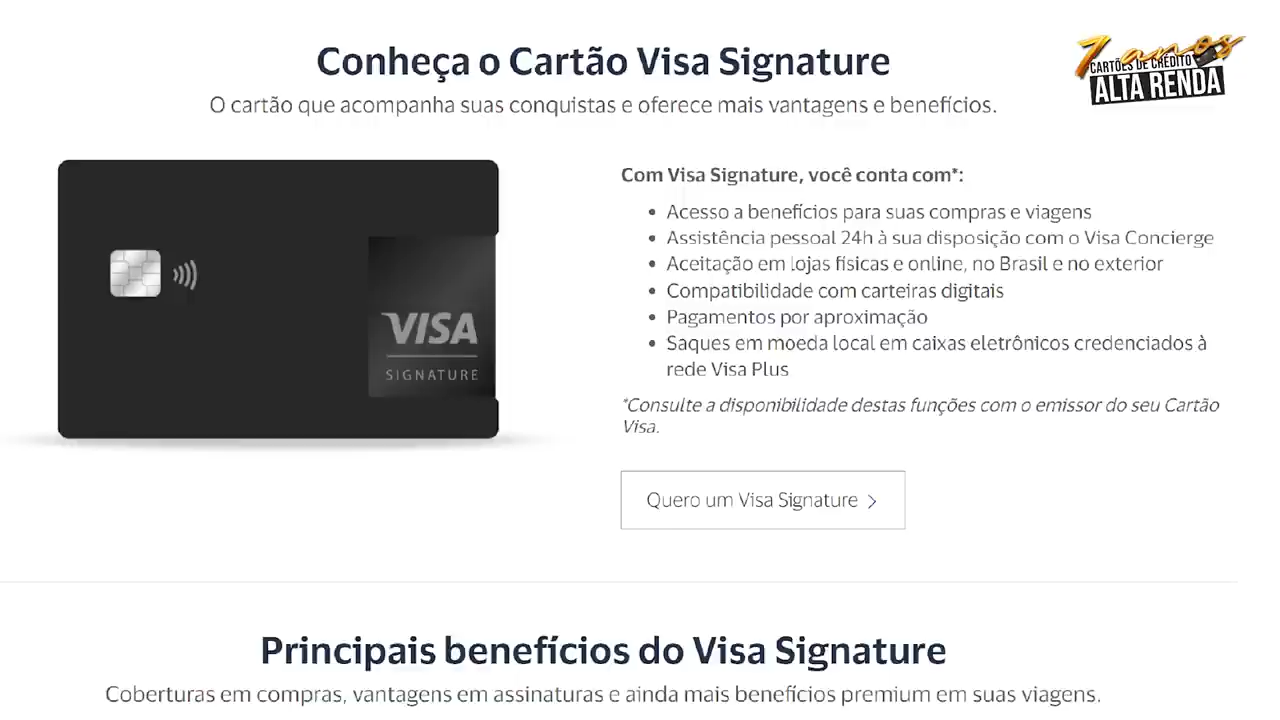 Conheça o Cartão Visa Signature
O cartão que acompanha suas conquistas e oferece mais vantagens e benefícios.
7 anos
CARTÕES DE CRÉDITO
ALTA RENDA
VISA
SIGNATURE
Com Visa Signature, você conta com*:
• Acesso a benefícios para suas compras e viagens
• Assistência pessoal 24h à sua disposição com o Visa Concierge
• Aceitação em lojas físicas e online, no Brasil e no exterior
• Compatibilidade com carteiras digitais
• Pagamentos por aproximação
• Saques em moeda local em caixas eletrônicos credenciados à
rede Visa Plus
*Consulte a disponibilidade destas funções com o emissor do seu Cartão
Visa.
Quero um Visa Signature >
Principais benefícios do Visa Signature
Coberturas em compras, vantagens em assinaturas e ainda mais benefícios premium em suas viagens.